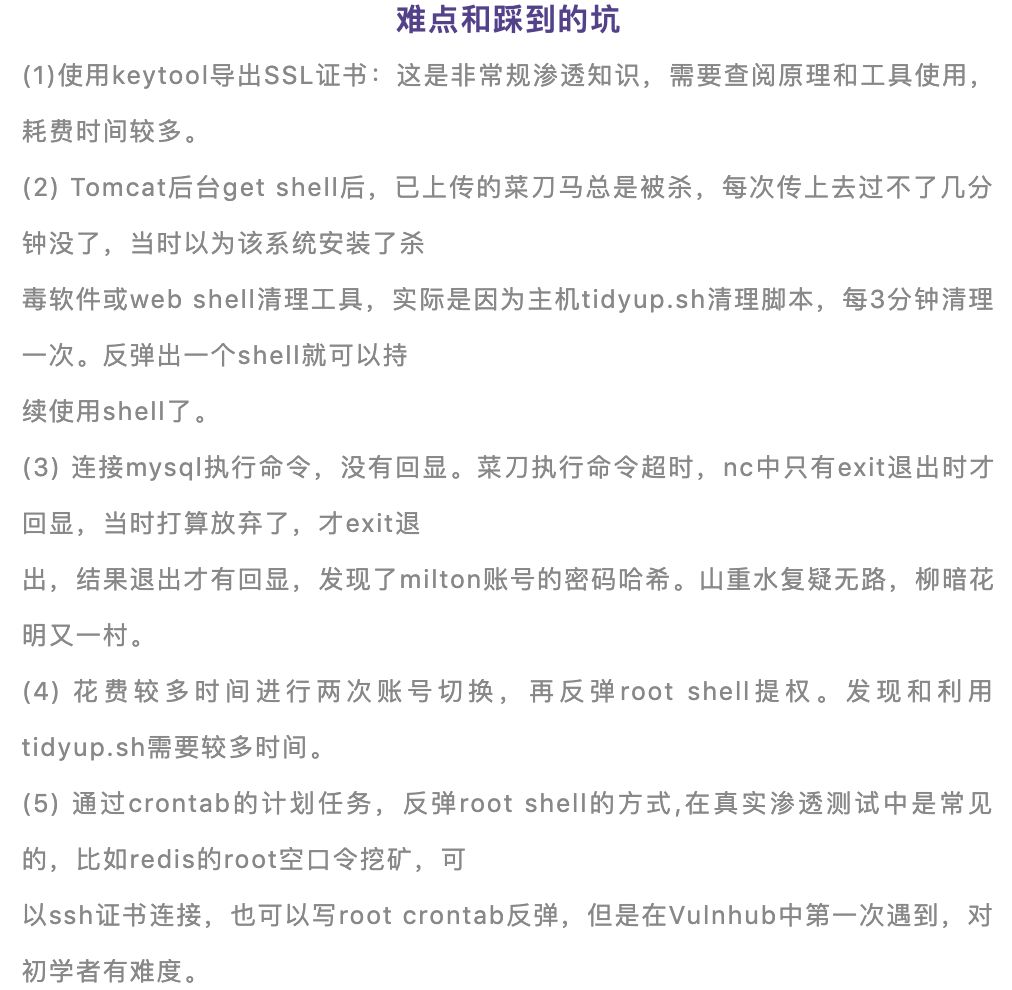 难点和踩到的坑
(1)使用keytool导出SSL证书：这是非常规渗透知识，需要查阅原理和工具使用，
耗费时间较多。
(2) Tomcat后台get shell后，已上传的菜刀马总是被杀，每次传上去过不了几分
钟没了，当时以为该系统安装了杀
毒软件或web shell清理工具，实际是因为主机tidyup.sh清理脚本，每3分钟清理
一次。反弹出一个shell就可以持
续使用shell了。
(3) 连接mysql执行命令，没有回显。菜刀执行命令超时，nc中只有exit退出时才
回显，当时打算放弃了，才exit退
出，结果退出才有回显，发现了milton账号的密码哈希。山重水复疑无路，柳暗花
明又一村。
(4) 花费较多时间进行两次账号切换，再反弹root shell提权。发现和利用
tidyup.sh需要较多时间。
(5) 通过crontab的计划任务，反弹root shell的方式,在真实渗透测试中是常见
的，比如redis的root空口令挖矿，可
以ssh证书连接，也可以写root crontab反弹，但是在Vulnhub中第一次遇到，对
初学者有难度。